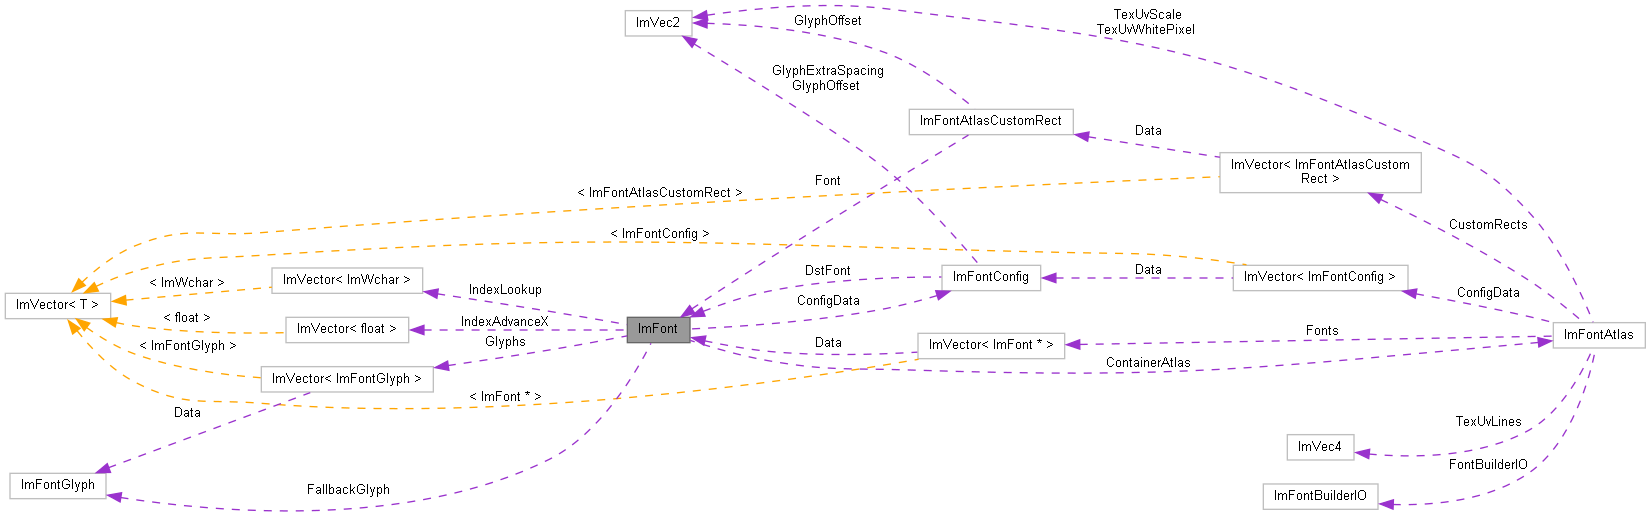 TexUvScale
TexUvWhitePixel
ImVec2
GlyphOffset
GlyphExtraSpacing
GlyphOffset
ImFontAtlasCustomRect
Data
ImVector< ImFontAtlasCustom
Rect >
Font
< ImFontAtlasCustomRect >
CustomRects
< ImFontConfig >
DstFont
ImFontConfig
Data
ImVector< ImFontConfig >
ImVector< ImWchar >
< ImWchar >
IndexLookup
ConfigData
ConfigData
ImVector< T >
< float >
ImVector< float >
IndexAdvanceX
ImFont
Fonts
ImFontAtlas
Glyphs
Data
ImVector< ImFont * >
< ImFontGlyph >
ContainerAtlas
ImVector< ImFontGlyph >
< ImFont * >
Data
TexUvLines
ImVec4
FontBuilderIO
ImFontGlyph
FallbackGlyph
ImFontBuilderIO